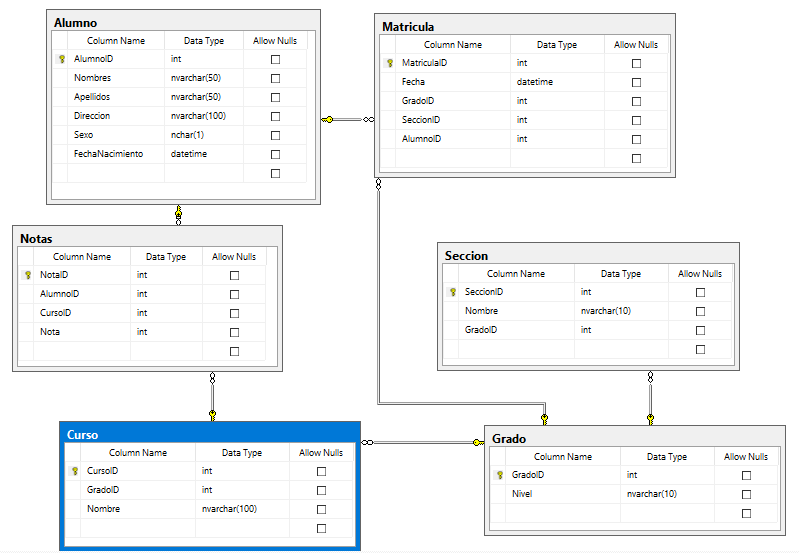 Alumno
Column Name Data Type Allow Nulls
AlumnoID int
Nombres nvarchar(50)
Apellidos nvarchar(50)
Direccion nvarchar(100)
Sexo nchar(1)
FechaNacimiento datetime
Matricula
Column Name Data Type Allow Nulls
MatriculaID int
Fecha datetime
GradoID int
SeccionID int
AlumnoID int
Notas
Column Name Data Type Allow Nulls
NotaID int
AlumnoID int
CursoID int
Nota int
Seccion
Column Name Data Type Allow Nulls
SeccionID int
Nombre nvarchar(10)
GradoID int
Curso
Column Name Data Type Allow Nulls
CursoID int
GradoID int
Nombre nvarchar(100)
Grado
Column Name Data Type Allow Nulls
GradoID int
Nivel nvarchar(10)